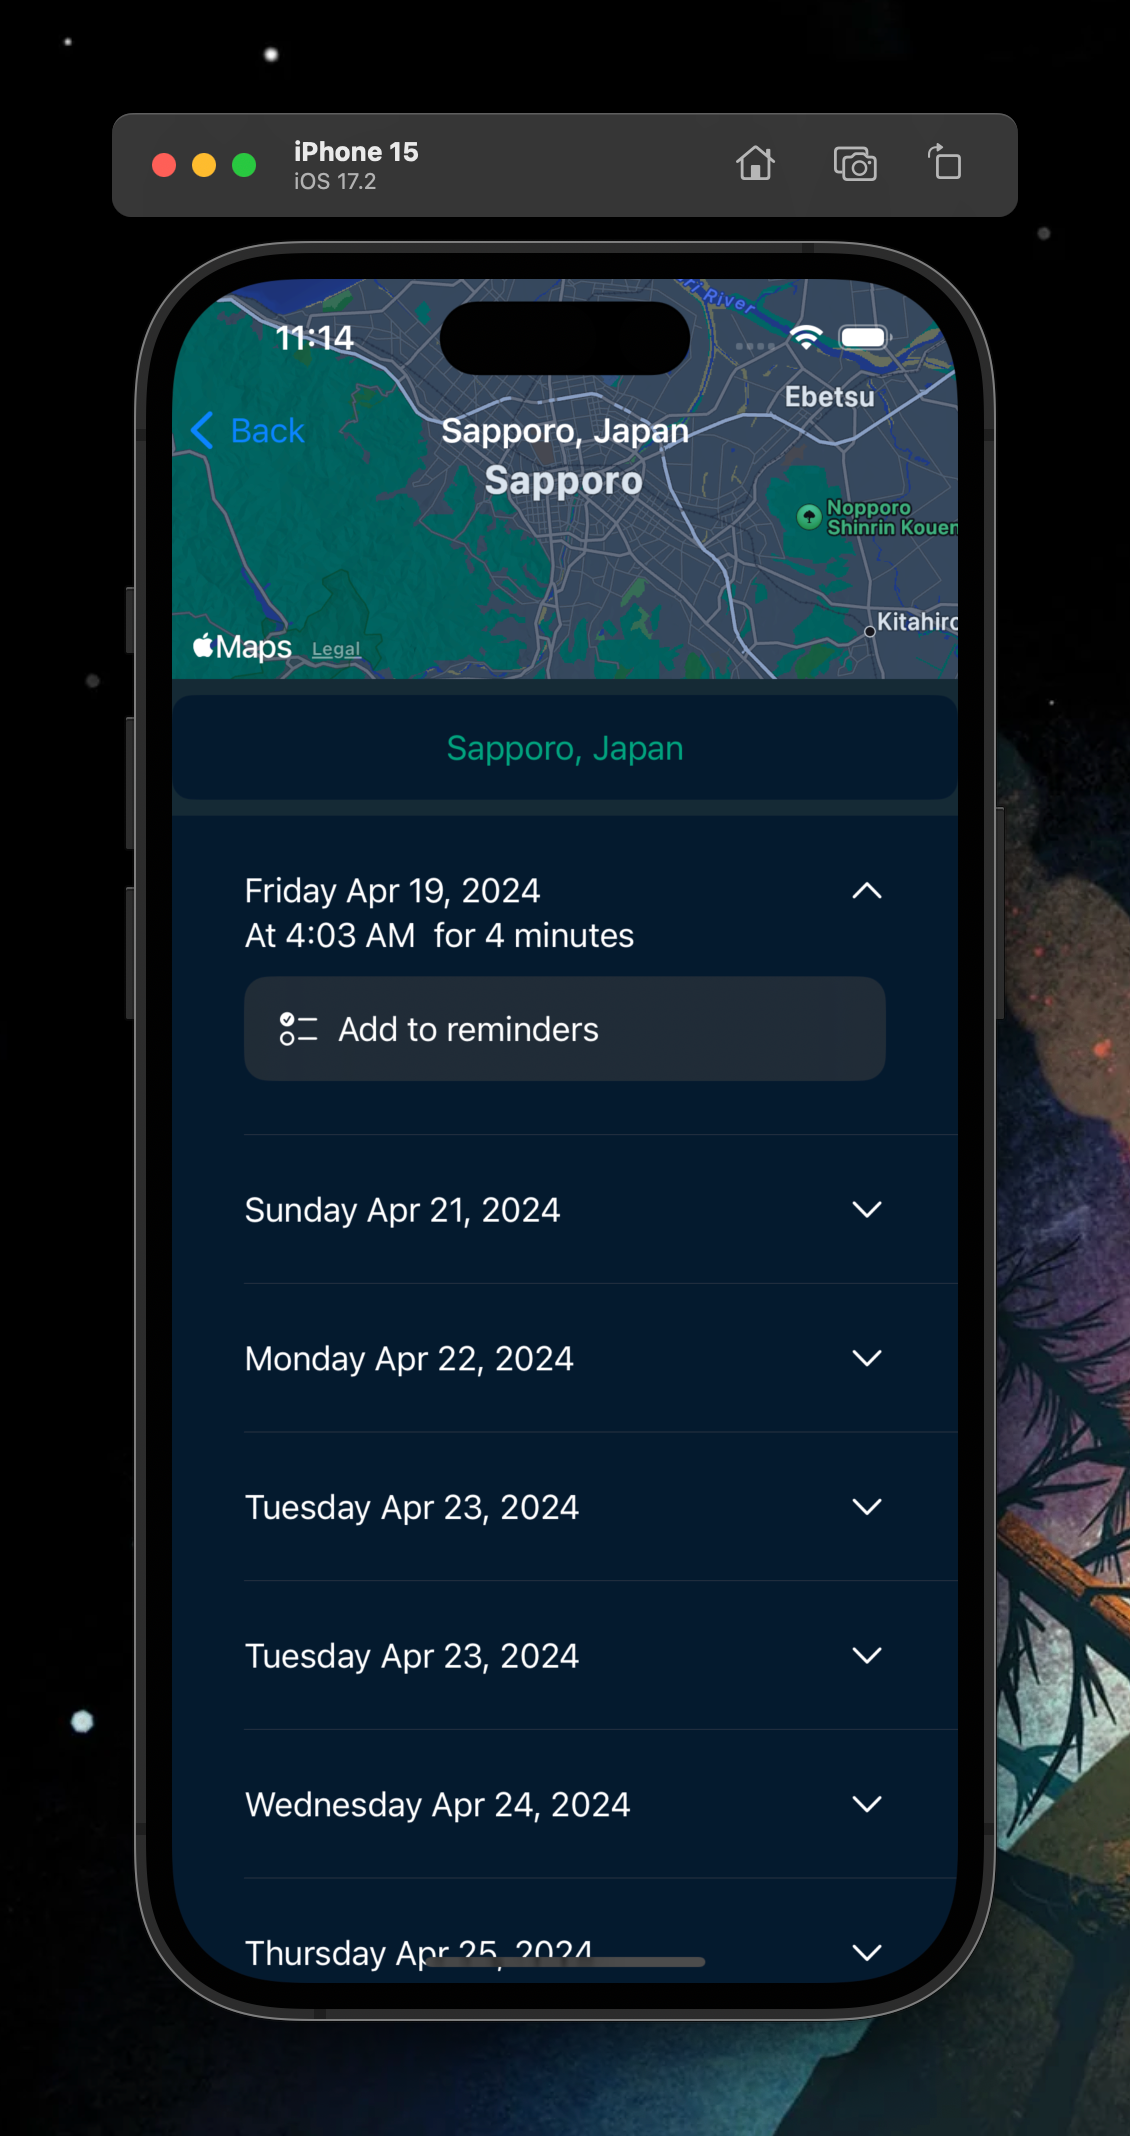 iPhone 15
iOS 17.2
ri River
11:14
Ebetsu
Back
Sapporo, Japan
Sapporo
Nopporo
Shinrin Kouen
Kitahiro
Maps Legal
Sapporo, Japan
Friday Apr 19, 2024
At 4:03 AM for 4 minutes
Add to reminders
Sunday Apr 21, 2024
Monday Apr 22, 2024
Tuesday Apr 23, 2024
Tuesday Apr 23, 2024
Wednesday Apr 24, 2024
Thursday Apr 25, 2024